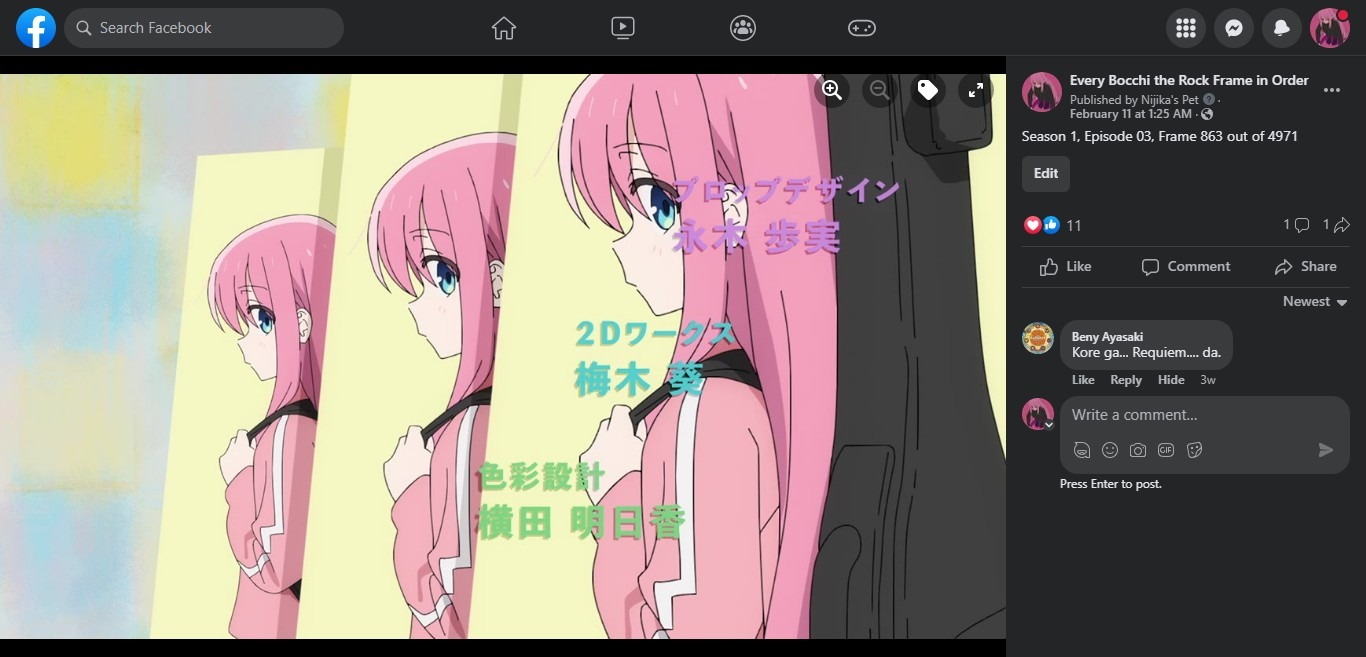 Search Facebook
プロップデザイン
永木 歩実
2Dワークス
梅木 葵
色彩設計
横田 明日香
Every Bocchi the Rock Frame in Order
Published by Nijika's Pet ·
February 11 at 1:25 AM ·
Season 1, Episode 03, Frame 863 out of 4971
Edit
11
1 1
Like Comment Share
Newest
Beny Ayasaki
Kore ga... Requiem.... da.
Like Reply Hide 3w
Write a comment...
GIF
Press Enter to post.